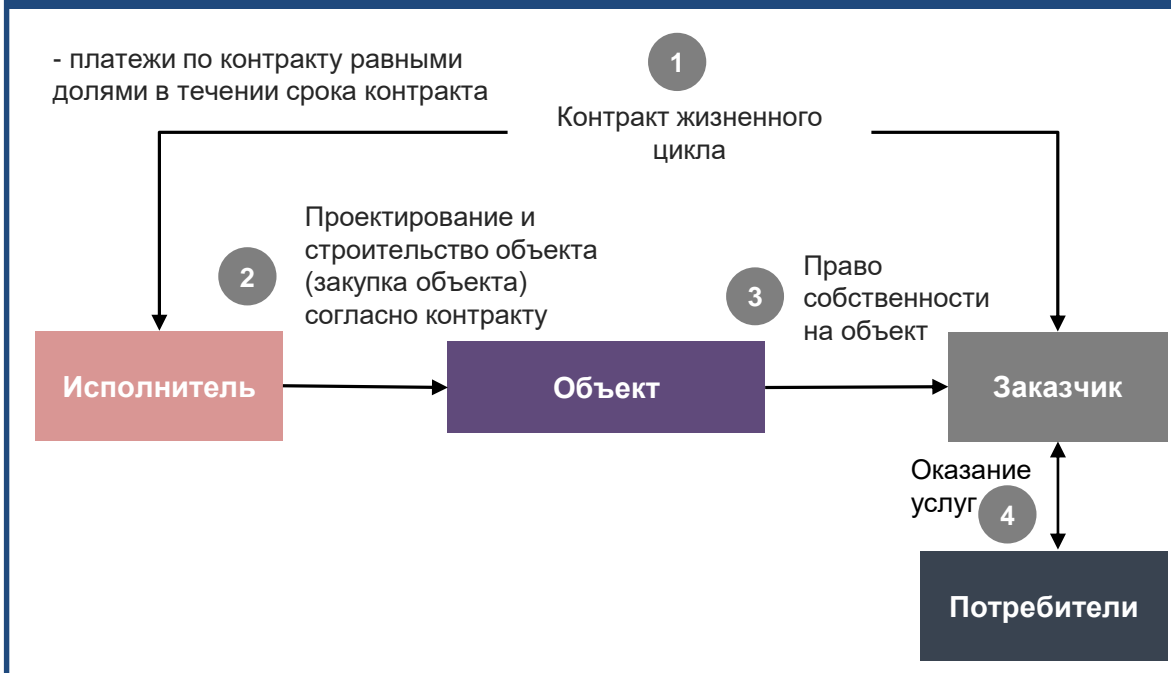 - платежи по контракту равными
долями в течении срока контракта
1
Контракт жизненного
цикла
2
Проектирование и
строительство объекта
(закупка объекта)
согласно контракту
3
Право
собственности
на объект
Исполнитель
Объект
Заказчик
Оказание
услуг
4
Потребители